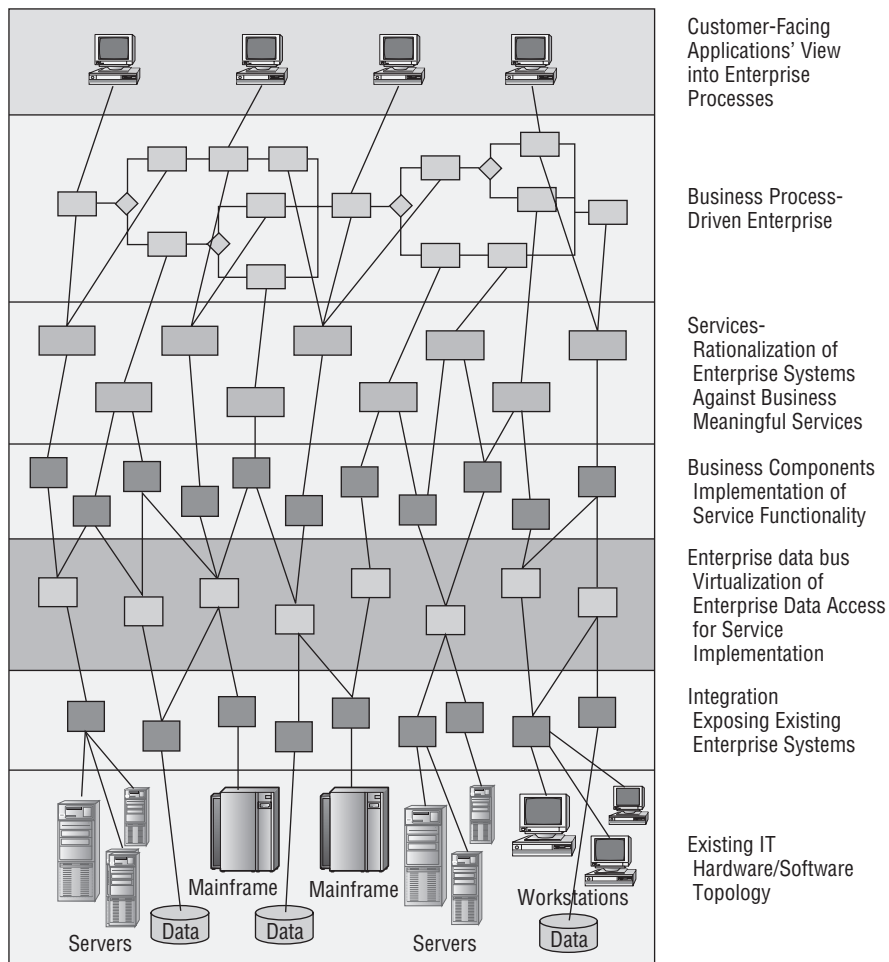 Customer-Facing
Applications’ View
into Enterprise
Processes
Business Process-
Driven Enterprise
Services-
Rationalization of
Enterprise Systems
Against Business
Meaningful Services
Business Components
Implementation of
Service Functionality
Enterprise data bus
Virtualization of
Enterprise Data Access
for Service
Implementation
Integration
Exposing Existing
Enterprise Systems
Existing IT
Hardware/Software
Topology
Mainframe
Mainframe
Workstations
Servers
Data
Data
Servers
Data